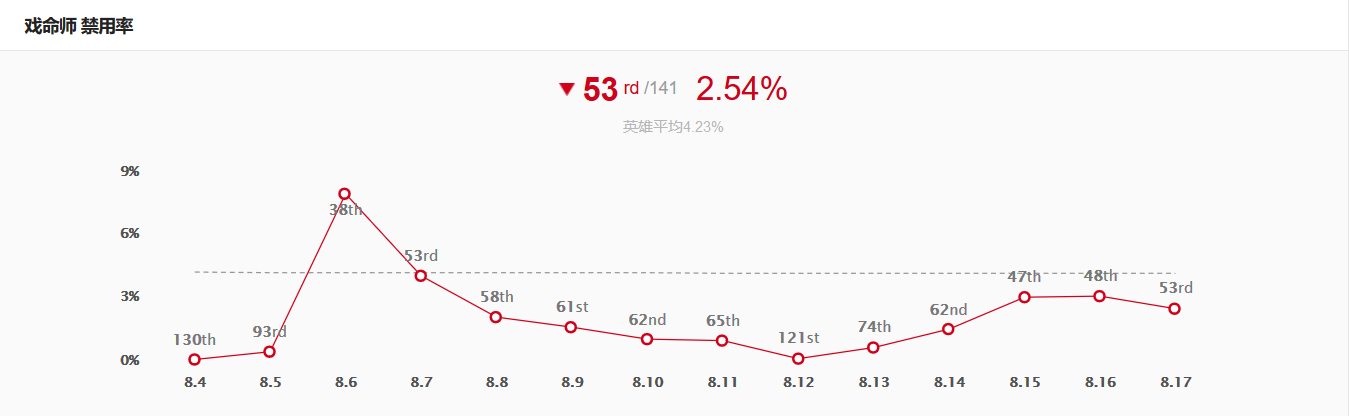 戏命师 禁用率
▼ 53 rd /141 2.54%
英雄平均4.23%
9%
6%
3%
0%
130th
93rd
38th
53rd
58th
61st
62nd
65th
121st
74th
62nd
47th
48th
53rd
8.4 8.5 8.6 8.7 8.8 8.9 8.10 8.11 8.12 8.13 8.14 8.15 8.16 8.17